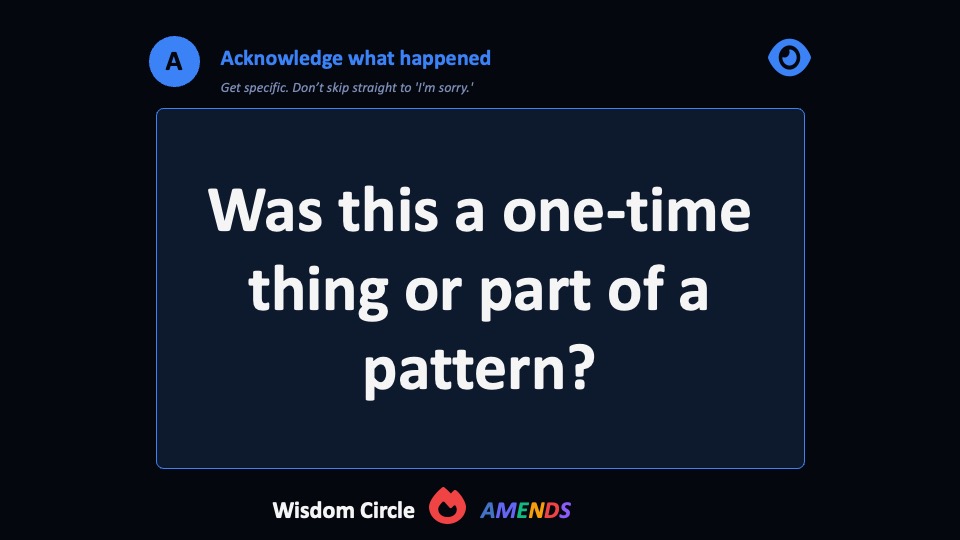 A
Acknowledge what happened
Get specific. Don’t skip straight to 'I'm sorry.'
Was this a one-time
thing or part of a
pattern?
Wisdom Circle AMENDS